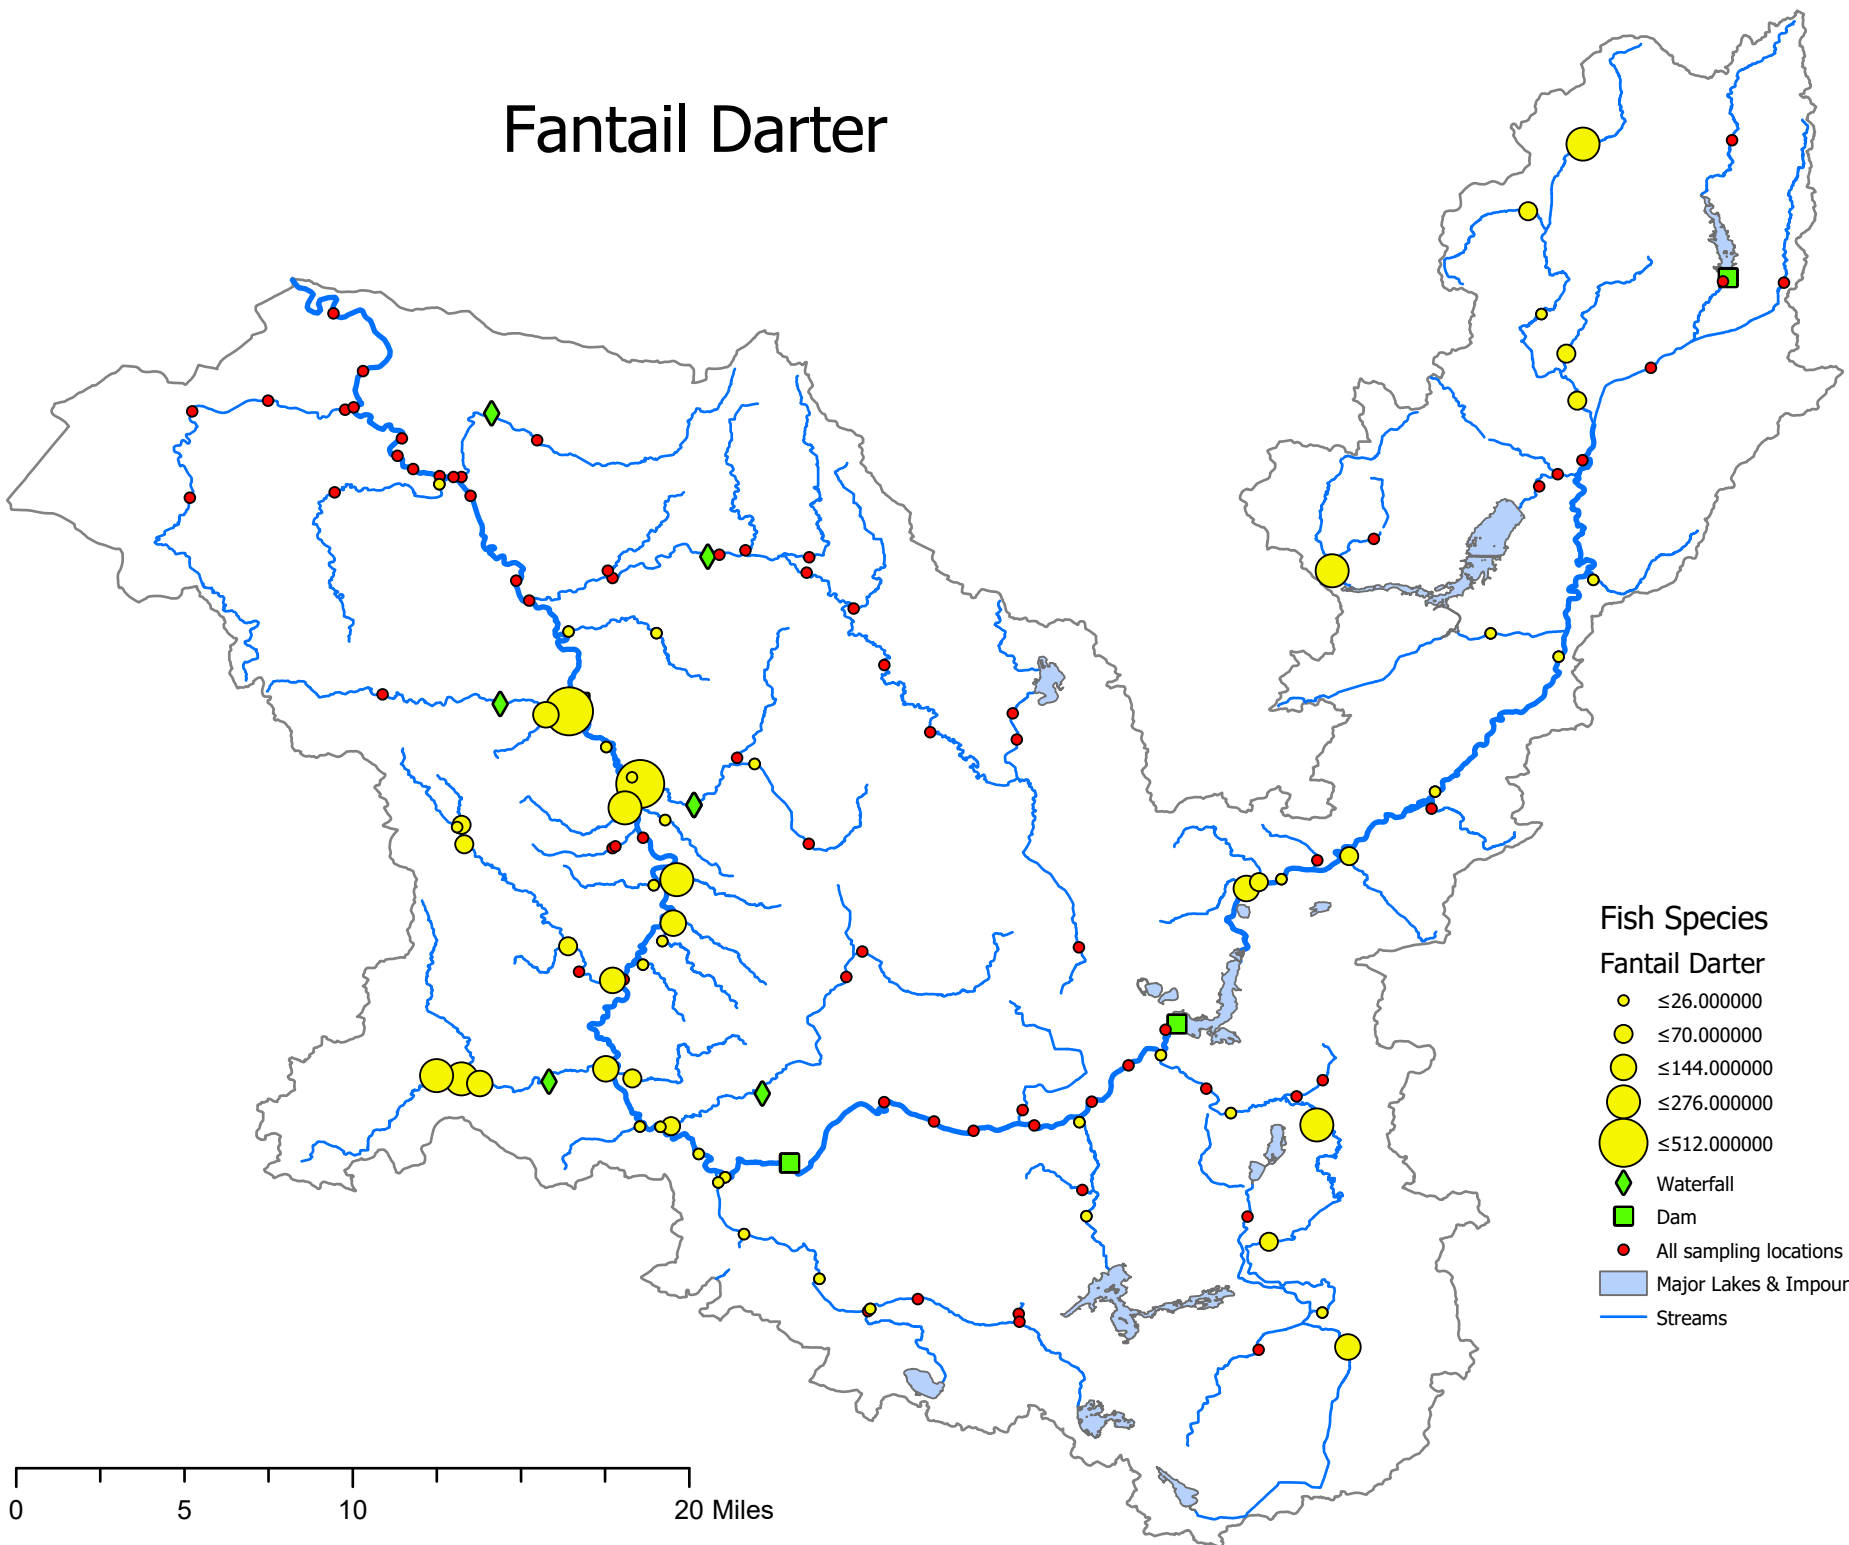 Fantail Darter
Fish Species
Fantail Darter
≤26.000000
≤70.000000
≤144.000000
≤276.000000
≤512.000000
Waterfall
Dam
All sampling locations
Major Lakes & Impour
Streams
0 5 10 20 Miles